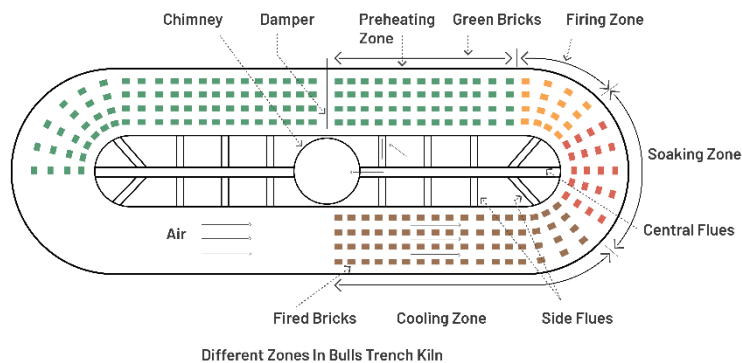 Chimney
Damper
Preheating
Zone
Green Bricks
Firing Zone
Soaking Zone
Air
Central Flues
Fired Bricks
Cooling Zone
Side Flues
Different Zones In Bulls Trench Kiln